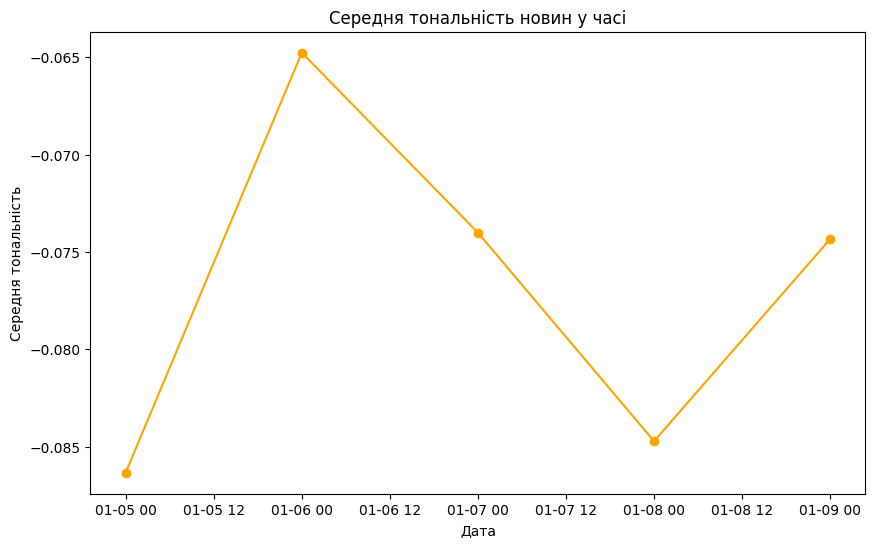 Середня тональність новин у часі
Середня тональність
−0.065
−0.070
−0.075
−0.080
−0.085
01-05 00 01-05 12 01-06 00 01-06 12 01-07 00 01-07 12 01-08 00 01-08 12 01-09 00
Дата